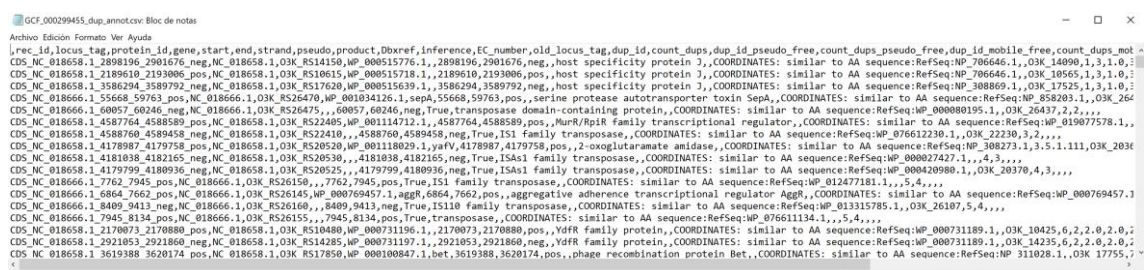 GCF_000299455_dup_annot.csv: Bloc de notas
Archivo Edición Formato Ver Ayuda
,rec_id,locus_tag,protein_id,gene,start,end,strand,pseudo,product,Dbxref,inference,EC_number,old_locus_tag,dup_id,count_dups,dup_id_pseudo_free,count_dups_pseudo_free,dup_id_mobile_free,count_dups_mob
CDS_NC_018658.1_2898196_2901676_neg,NC_018658.1,O3K_RS14150,WP_000515776.1,,2898196,2901676,neg,,host specificity protein J,,COORDINATES: similar to AA sequence:RefSeq:NP_706646.1,,O3K_14090,1,3,1.0,3
CDS_NC_018658.1_2189610_2193006_pos,NC_018658.1,O3K_RS10615,WP_000515718.1,,2189610,2193006,pos,,host specificity protein J,,COORDINATES: similar to AA sequence:RefSeq:NP_706646.1,,O3K_10565,1,3,1.0,3
CDS_NC_018658.1_3586294_3589792_neg,NC_018658.1,O3K_RS17620,WP_000515639.1,,3586294,3589792,neg,,host specificity protein J,,COORDINATES: similar to AA sequence:RefSeq:NP_308869.1,,O3K_17525,1,3,1.0,3
CDS_NC_018666.1_55668_59763_pos,NC_018666.1,O3K_RS26470,WP_001034126.1,sepA,55668,59763,pos,,serine protease autotransporter toxin SepA,,COORDINATES: similar to AA sequence:RefSeq:NP_858203.1,,O3K_264
CDS_NC_018666.1_60057_60246_neg,NC_018666.1,O3K_RS26475,,,60057,60246,neg,True,transposase domain-containing protein,,COORDINATES: similar to AA sequence:RefSeq:WP_000080195.1,,O3K_26437,2,2,,,,
CDS_NC_018658.1_4587764_4588589_pos,NC_018658.1,O3K_RS22405,WP_001114712.1,,4587764,4588589,pos,,MurR/RpiR family transcriptional regulator,,COORDINATES: similar to AA sequence:RefSeq:WP_019077578.1,,
CDS_NC_018658.1_4588760_4589458_neg,NC_018658.1,O3K_RS22410,,,4588760,4589458,neg,True,IS1 family transposase,,COORDINATES: similar to AA sequence:RefSeq:WP_076612230.1,,O3K_22230,3,2,,,,
CDS_NC_018658.1_4178987_4179758_pos,NC_018658.1,O3K_RS20520,WP_001118029.1,yafV,4178987,4179758,pos,,2-oxoglutaramate amidase,,COORDINATES: similar to AA sequence:RefSeq:NP_308273.1,3.5.1.111,O3K_2036
CDS_NC_018658.1_4181038_4182165_neg,NC_018658.1,O3K_RS20530,,,4181038,4182165,neg,True,ISAs1 family transposase,,COORDINATES: similar to AA sequence:RefSeq:WP_000027427.1,,,4,3,,,,
CDS_NC_018658.1_4179799_4180936_neg,NC_018658.1,O3K_RS20525,,,4179799,4180936,neg,True,ISAs1 family transposase,,COORDINATES: similar to AA sequence:RefSeq:WP_000420980.1,,O3K_20370,4,3,,,,
CDS_NC_018666.1_7762_7945_pos,NC_018666.1,O3K_RS26150,,,7762,7945,pos,True,IS1 family transposase,,COORDINATES: similar to AA sequence:RefSeq:WP_012477181.1,,,5,4,,,,
CDS_NC_018666.1_6864_7662_pos,NC_018666.1,O3K_RS26145,WP_000769457.1,aggR,6864,7662,pos,,aggregative adherence transcriptional regulator AggR,,COORDINATES: similar to AA sequence:RefSeq:WP_000769457.1
CDS_NC_018666.1_8409_9413_neg,NC_018666.1,O3K_RS26160,,,8409,9413,neg,True,IS110 family transposase,,COORDINATES: similar to AA sequence:RefSeq:WP_013315785.1,,O3K_26107,5,4,,,,
CDS_NC_018666.1_7945_8134_pos,NC_018666.1,O3K_RS26155,,,7945,8134,pos,True,transposase,,COORDINATES: similar to AA sequence:RefSeq:WP_076611134.1,,,5,4,,,,
CDS_NC_018658.1_2170073_2170880_pos,NC_018658.1,O3K_RS10480,WP_000731196.1,,2170073,2170880,pos,,YdfR family protein,,COORDINATES: similar to AA sequence:RefSeq:WP_000731189.1,,O3K_10425,6,2,2.0,2.0,2
CDS_NC_018658.1_2921053_2921860_neg,NC_018658.1,O3K_RS14285,WP_000731197.1,,2921053,2921860,neg,,YdfR family protein,,COORDINATES: similar to AA sequence:RefSeq:WP_000731189.1,,O3K_14235,6,2,2.0,2.0,2
CDS_NC_018658.1_3619388_3620174_pos,NC_018658.1,O3K_RS17850,WP_000100847.1,bet,3619388,3620174,pos,,phage recombination protein Bet,,COORDINATES: similar to AA sequence:RefSeq:NP_311028.1,,O3K_17755,7